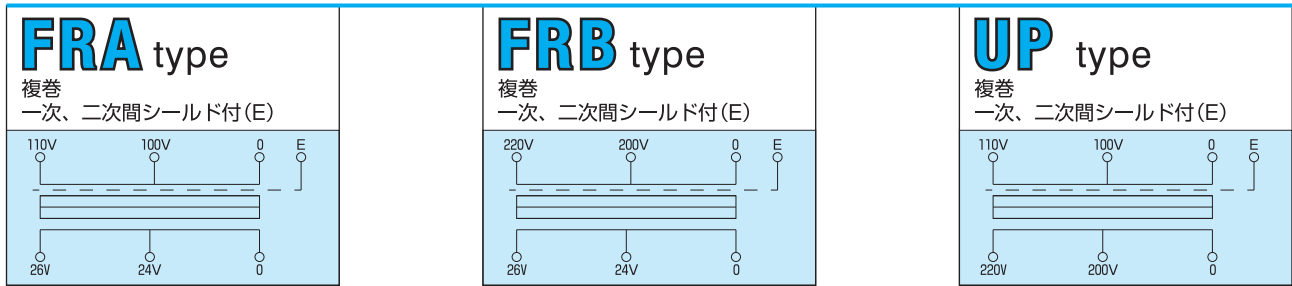 FRA type
複巻
一次、二次間シールド付(E)
110V 100V 0 E
26V 24V 0
FRB type
複巻
一次、二次間シールド付(E)
220V 200V 0 E
26V 24V 0
UP type
複巻
一次、二次間シールド付(E)
110V 100V 0 E
220V 200V 0